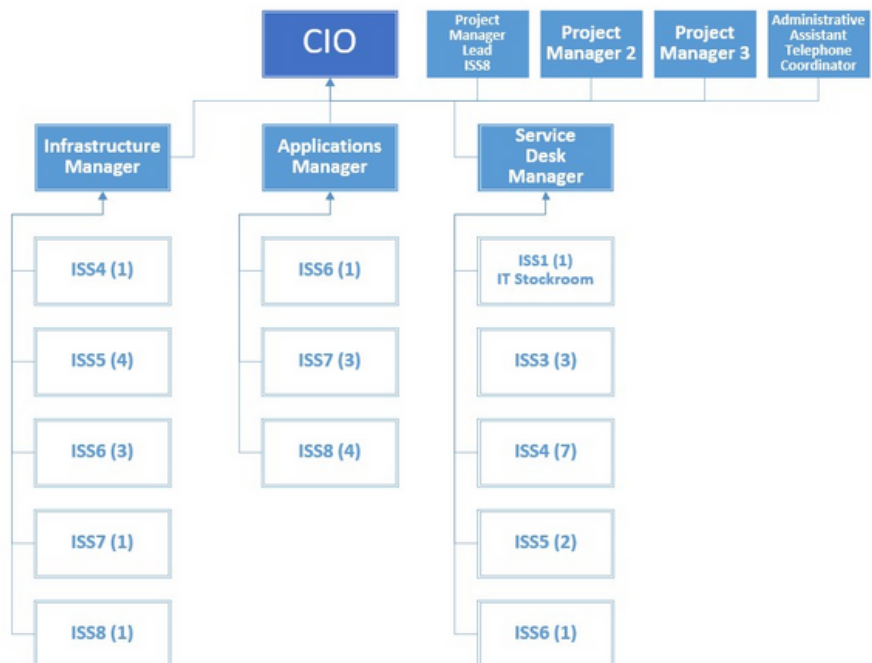 CIO
Project
Manager
Lead
ISS8
Project
Manager 2
Project
Manager 3
Administrative
Assistant
Telephone
Coordinator
Infrastructure
Manager
Applications
Manager
Service
Desk
Manager
ISS4 (1)
ISS5 (4)
ISS6 (3)
ISS7 (1)
ISS8 (1)
ISS6 (1)
ISS7 (3)
ISS8 (4)
ISS1 (1)
IT Stockroom
ISS3 (3)
ISS4 (7)
ISS5 (2)
ISS6 (1)